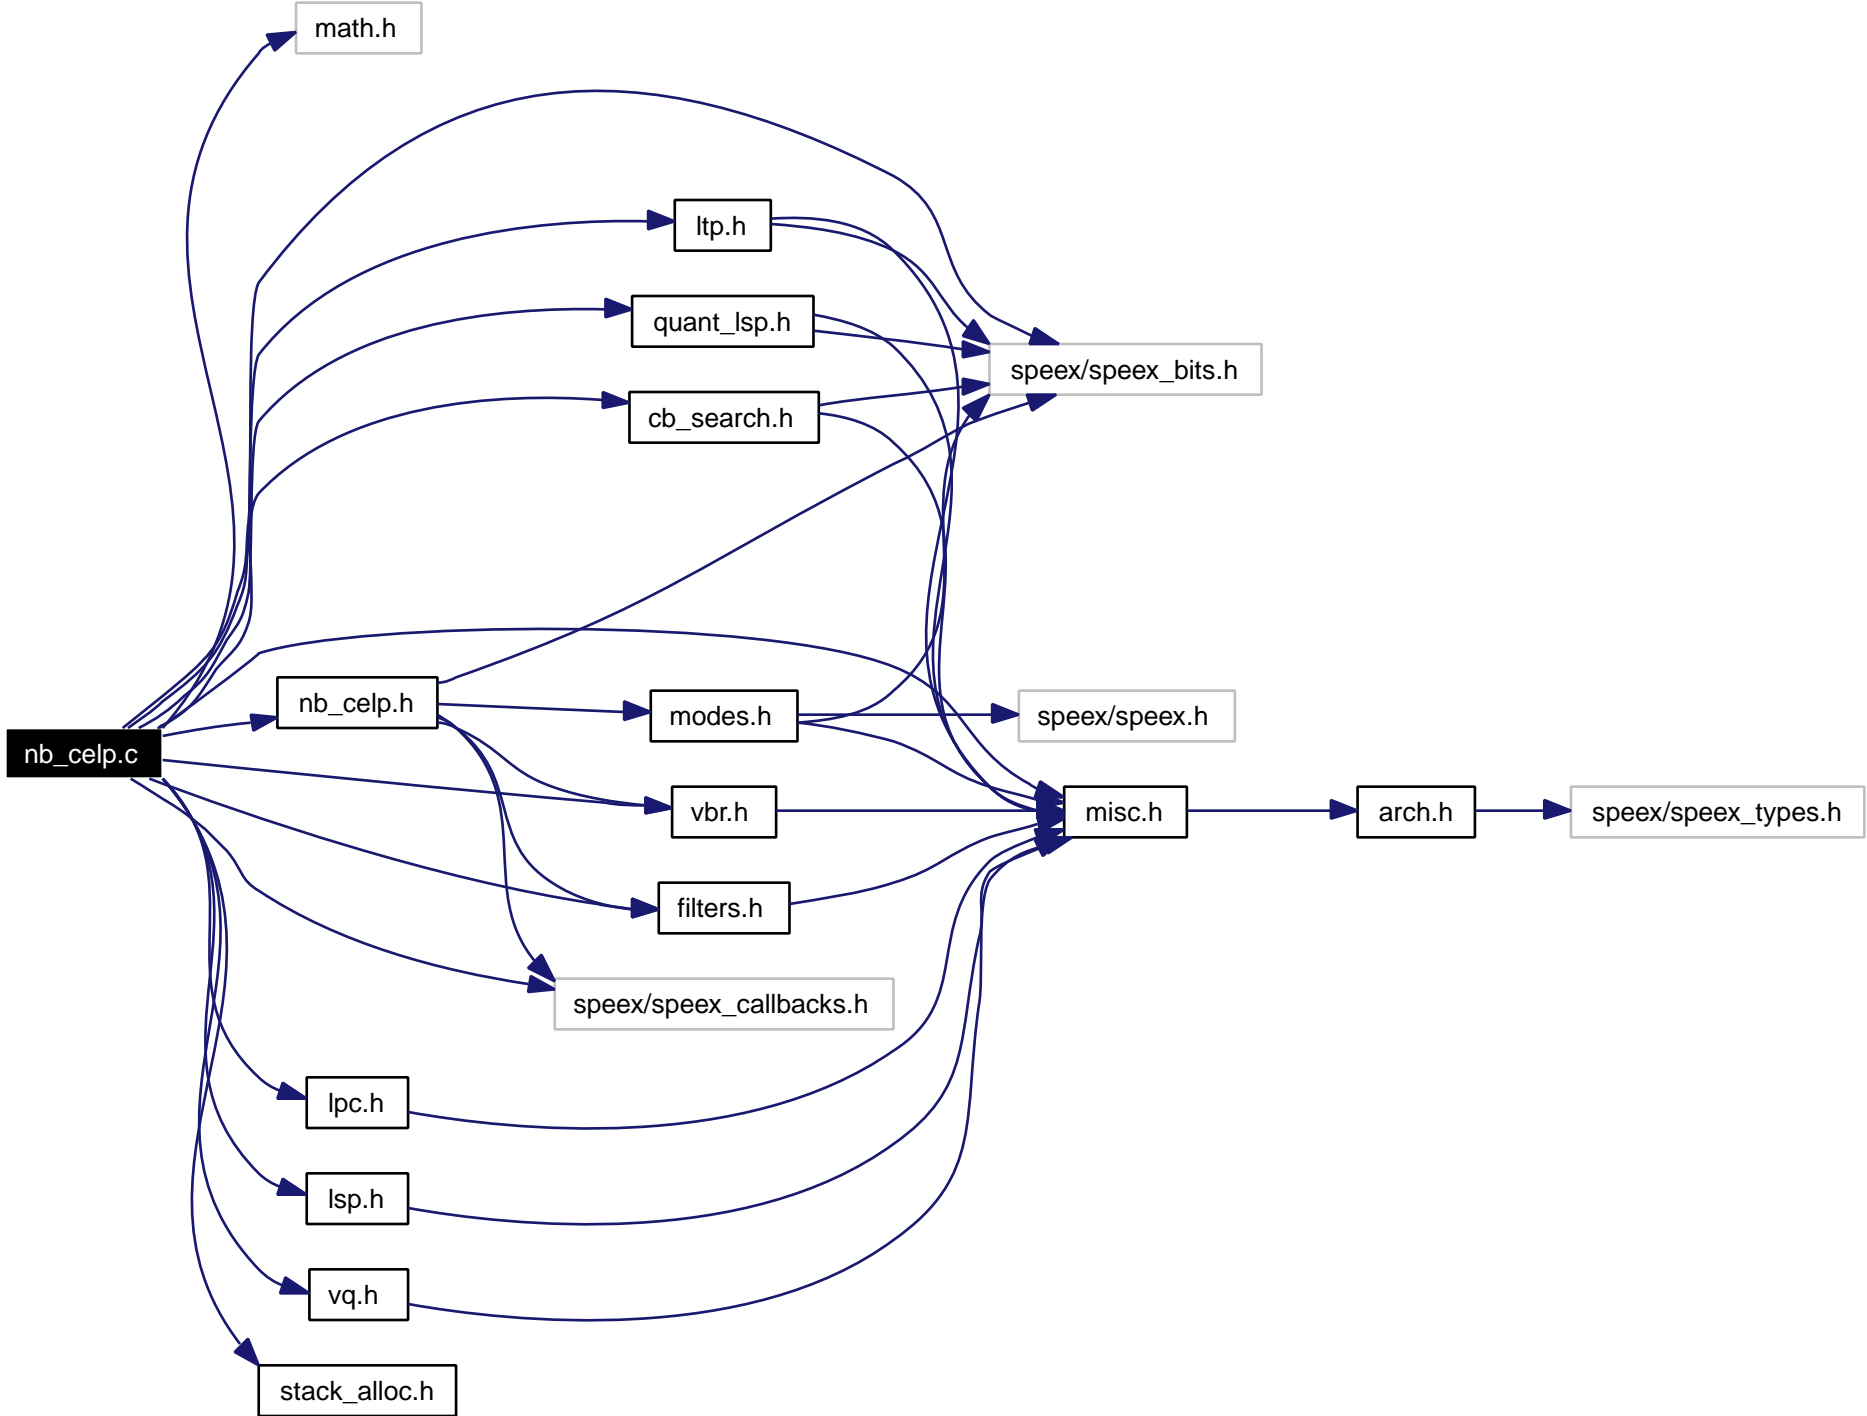 math.h
ltp.h
quant_lsp.h
speex/speex_bits.h
cb_search.h
nb_celp.h
modes.h
speex/speex.h
nb_celp.c
vbr.h
misc.h
arch.h
speex/speex_types.h
filters.h
speex/speex_callbacks.h
lpc.h
lsp.h
vq.h
stack_alloc.h